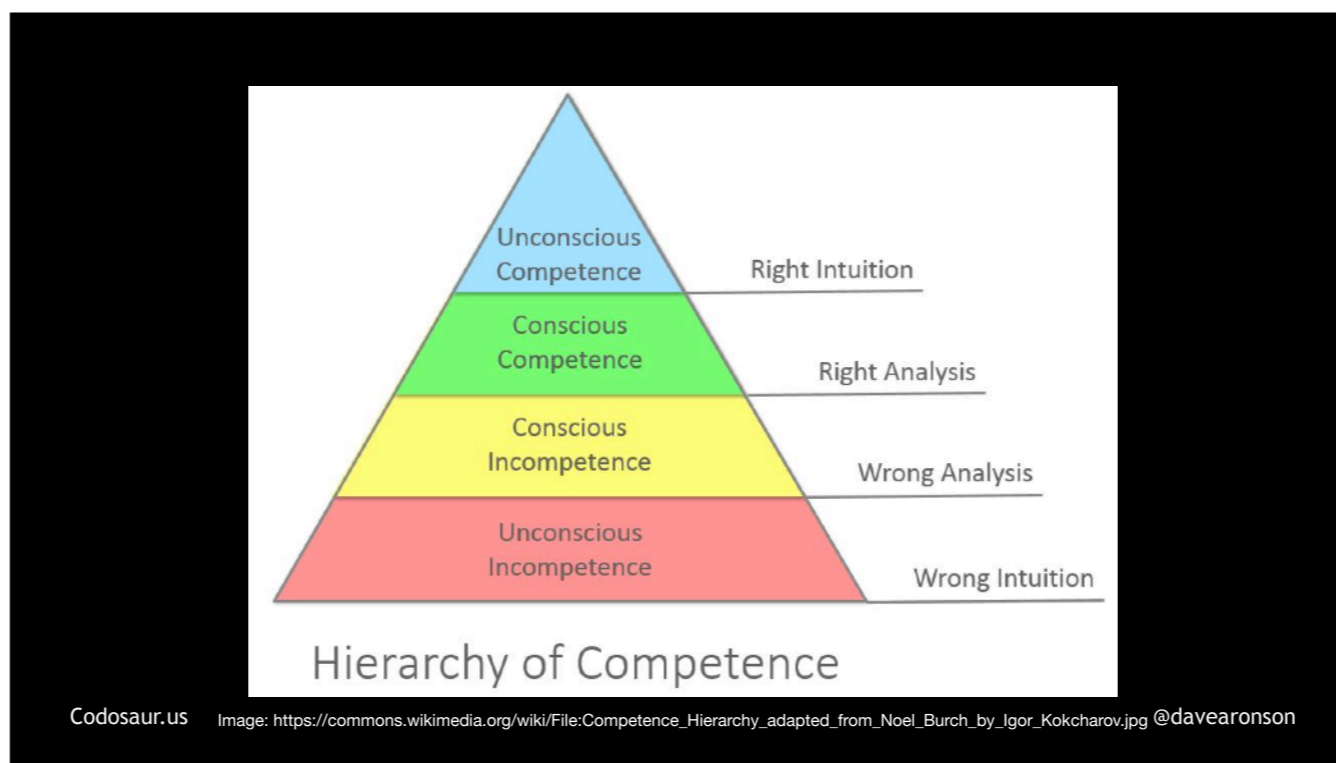 Unconscious
Competence
Right Intuition
Conscious
Competence
Right Analysis
Conscious
Incompetence
Wrong Analysis
Unconscious
Incompetence
Wrong Intuition
Hierarchy of Competence
Codosaur.us Image: https://commons.wikimedia.org/wiki/File:Competence_Hierarchy_adapted_from_Noel_Burch_by_Igor_Kokcharov.jpg @davearonson